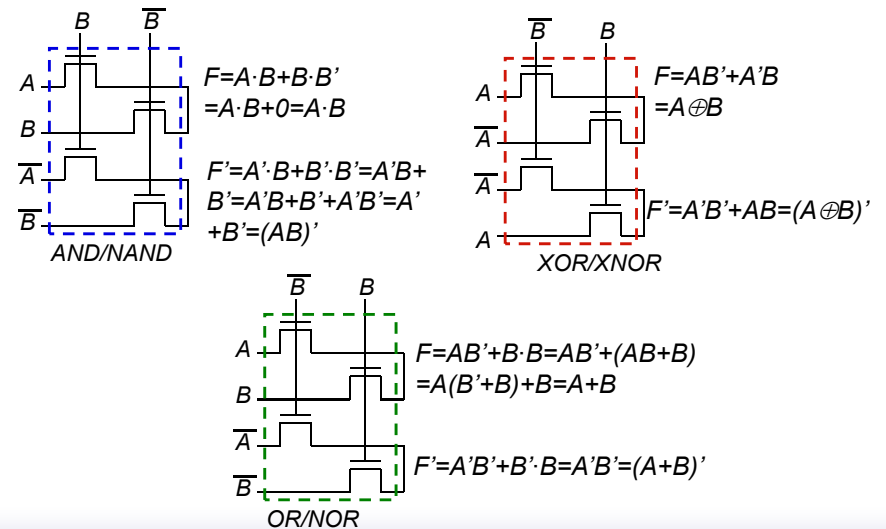 B B̅
A
F=A·B+B·B’
=A·B+0=A·B
B
A̅
F’=A’·B+B’·B’=A’B+
B’=A’B+B’+A’B’=A’
+B’=(AB)’
B̅
AND/NAND
B̅ B
A
F=AB’+A’B
=A⊕B
A̅
A̅
F’=A’B’+AB=(A⊕B)’
A
XOR/XNOR
B̅ B
A
F=AB’+B·B=AB’+(AB+B)
=A(B’+B)+B=A+B
B
A̅
F’=A’B’+B’·B=A’B’=(A+B)’
B̅
OR/NOR